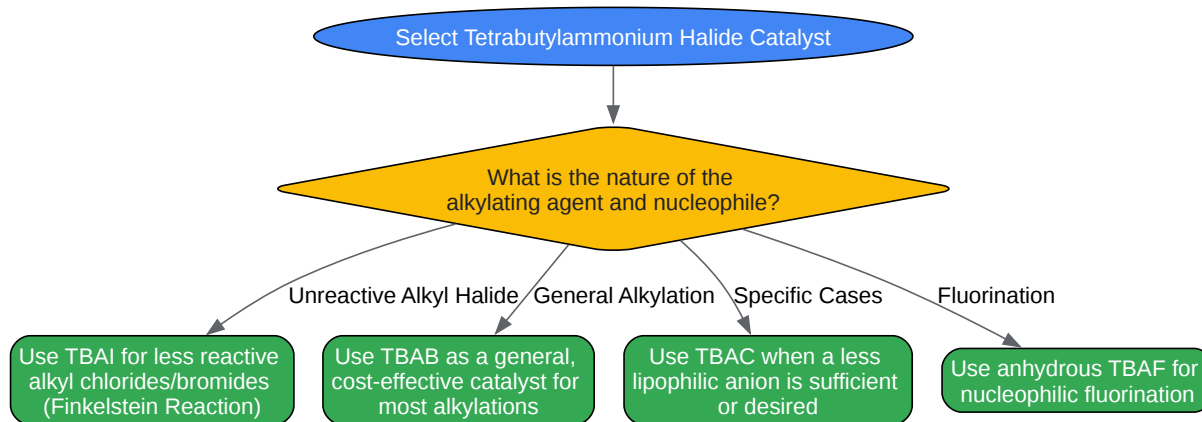 Select Tetrabutylammonium Halide Catalyst
What is the nature of the
alkylating agent and nucleophile?
Unreactive Alkyl Halide
General Alkylation
Specific Cases
Fluorination
Use TBAI for less reactive
alkyl chlorides/bromides
(Finkelstein Reaction)
Use TBAB as a general,
cost-effective catalyst for
most alkylations
Use TBAC when a less
lipophilic anion is sufficient
or desired
Use anhydrous TBAF for
nucleophilic fluorination